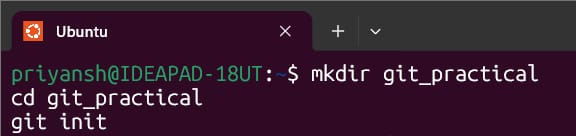 Ubuntu
priyansh@IDEAPAD-18UT:~$ mkdir git_practical
cd git_practical
git init